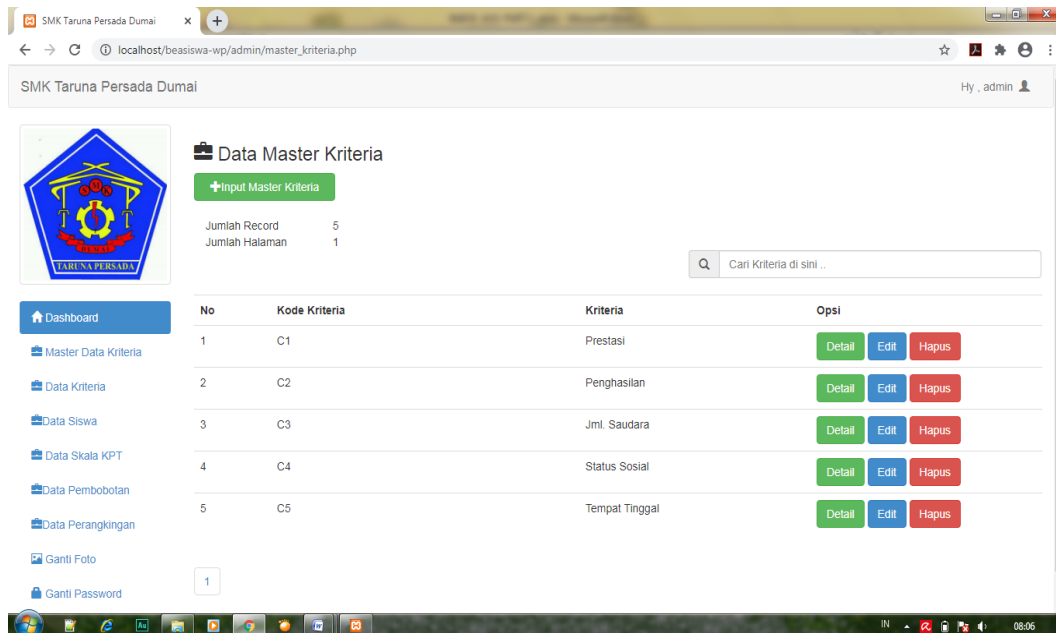 SMK Taruna Persada Dumai
localhost/beasiswa-wp/admin/master_kriteria.php
SMK Taruna Persada Dumai
Hy , admin
SMK
T P
DUMAI
TARUNA PERSADA
Dashboard
Master Data Kriteria
Data Kriteria
Data Siswa
Data Skala KPT
Data Pembobotan
Data Perangkingan
Ganti Foto
Ganti Password
Data Master Kriteria
Input Master Kriteria
Jumlah Record 5
Jumlah Halaman 1
Cari Kriteria di sini ..
No Kode Kriteria Kriteria Opsi
1 C1 Prestasi Detail Edit Hapus
2 C2 Penghasilan Detail Edit Hapus
3 C3 Jml. Saudara Detail Edit Hapus
4 C4 Status Sosial Detail Edit Hapus
5 C5 Tempat Tinggal Detail Edit Hapus
1
Au
IN
08:06